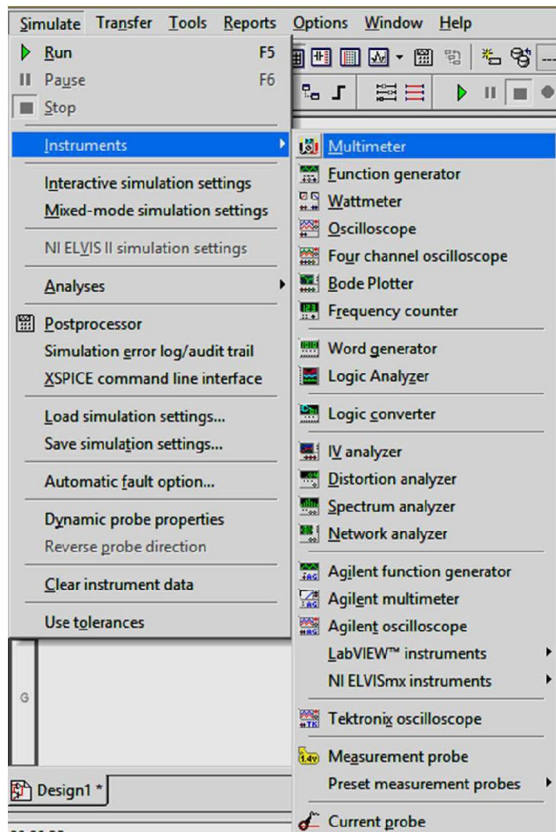 Simulate Transfer Tools Reports Options Window Help
Run F5
Pause F6
Stop
Instruments
Interactive simulation settings
Mixed-mode simulation settings
NI ELVIS II simulation settings
Analyses
Postprocessor
Simulation error log/audit trail
XSPICE command line interface
Load simulation settings...
Save simulation settings...
Automatic fault option...
Dynamic probe properties
Reverse probe direction
Clear instrument data
Use tolerances
Multimeter
Function generator
Wattmeter
Oscilloscope
Four channel oscilloscope
Bode Plotter
Frequency counter
Word generator
Logic Analyzer
Logic converter
IV analyzer
Distortion analyzer
Spectrum analyzer
Network analyzer
Agilent function generator
Agilent multimeter
Agilent oscilloscope
LabVIEW™ instruments
NI ELVISmx instruments
Tektronix oscilloscope
1.4v Measurement probe
Preset measurement probes
Current probe
G
Design1 *